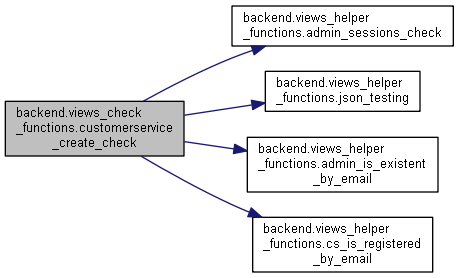 backend.views_check
_functions.customerservice
_create_check
backend.views_helper
_functions.admin_sessions_check
backend.views_helper
_functions.json_testing
backend.views_helper
_functions.admin_is_existent
_by_email
backend.views_helper
_functions.cs_is_registered
_by_email